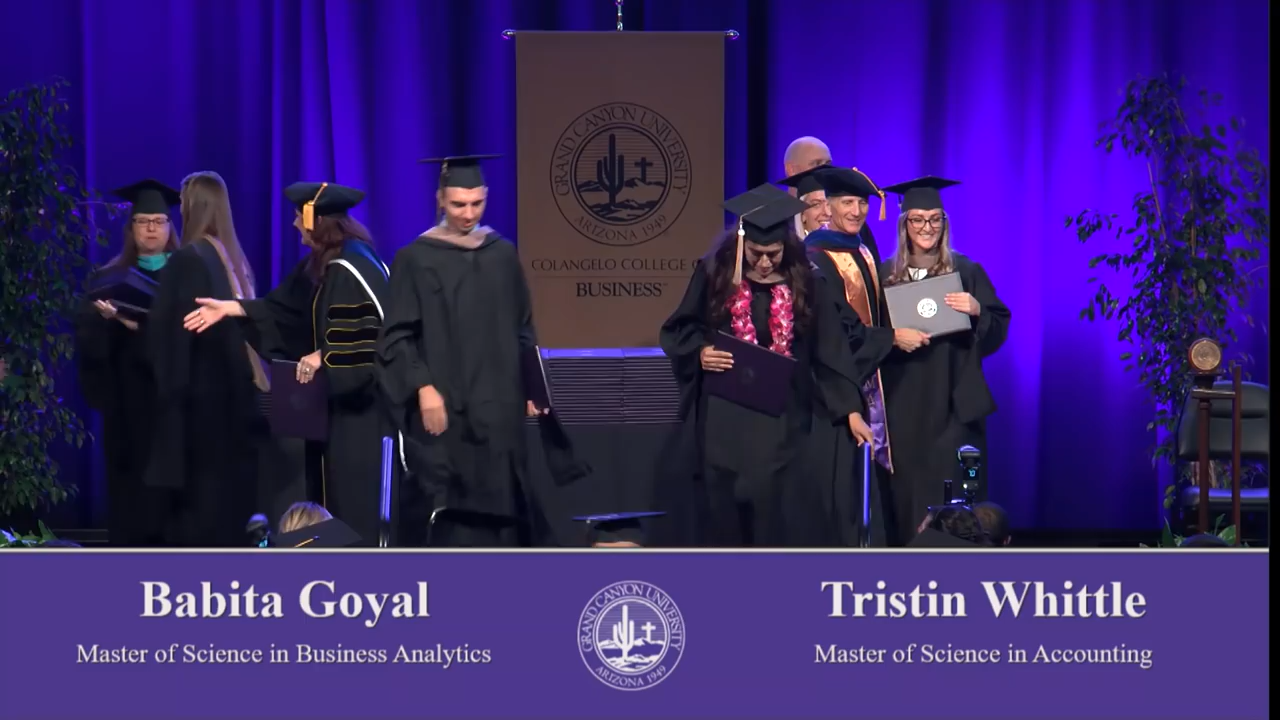 GRAND CANYON UNIVERSITY
ARIZONA 1949
COLANGELO COLLEGE
BUSINESS
Babita Goyal
Master of Science in Business Analytics
GRAND CANYON UNIVERSITY
ARIZONA 1949
Tristin Whittle
Master of Science in Accounting